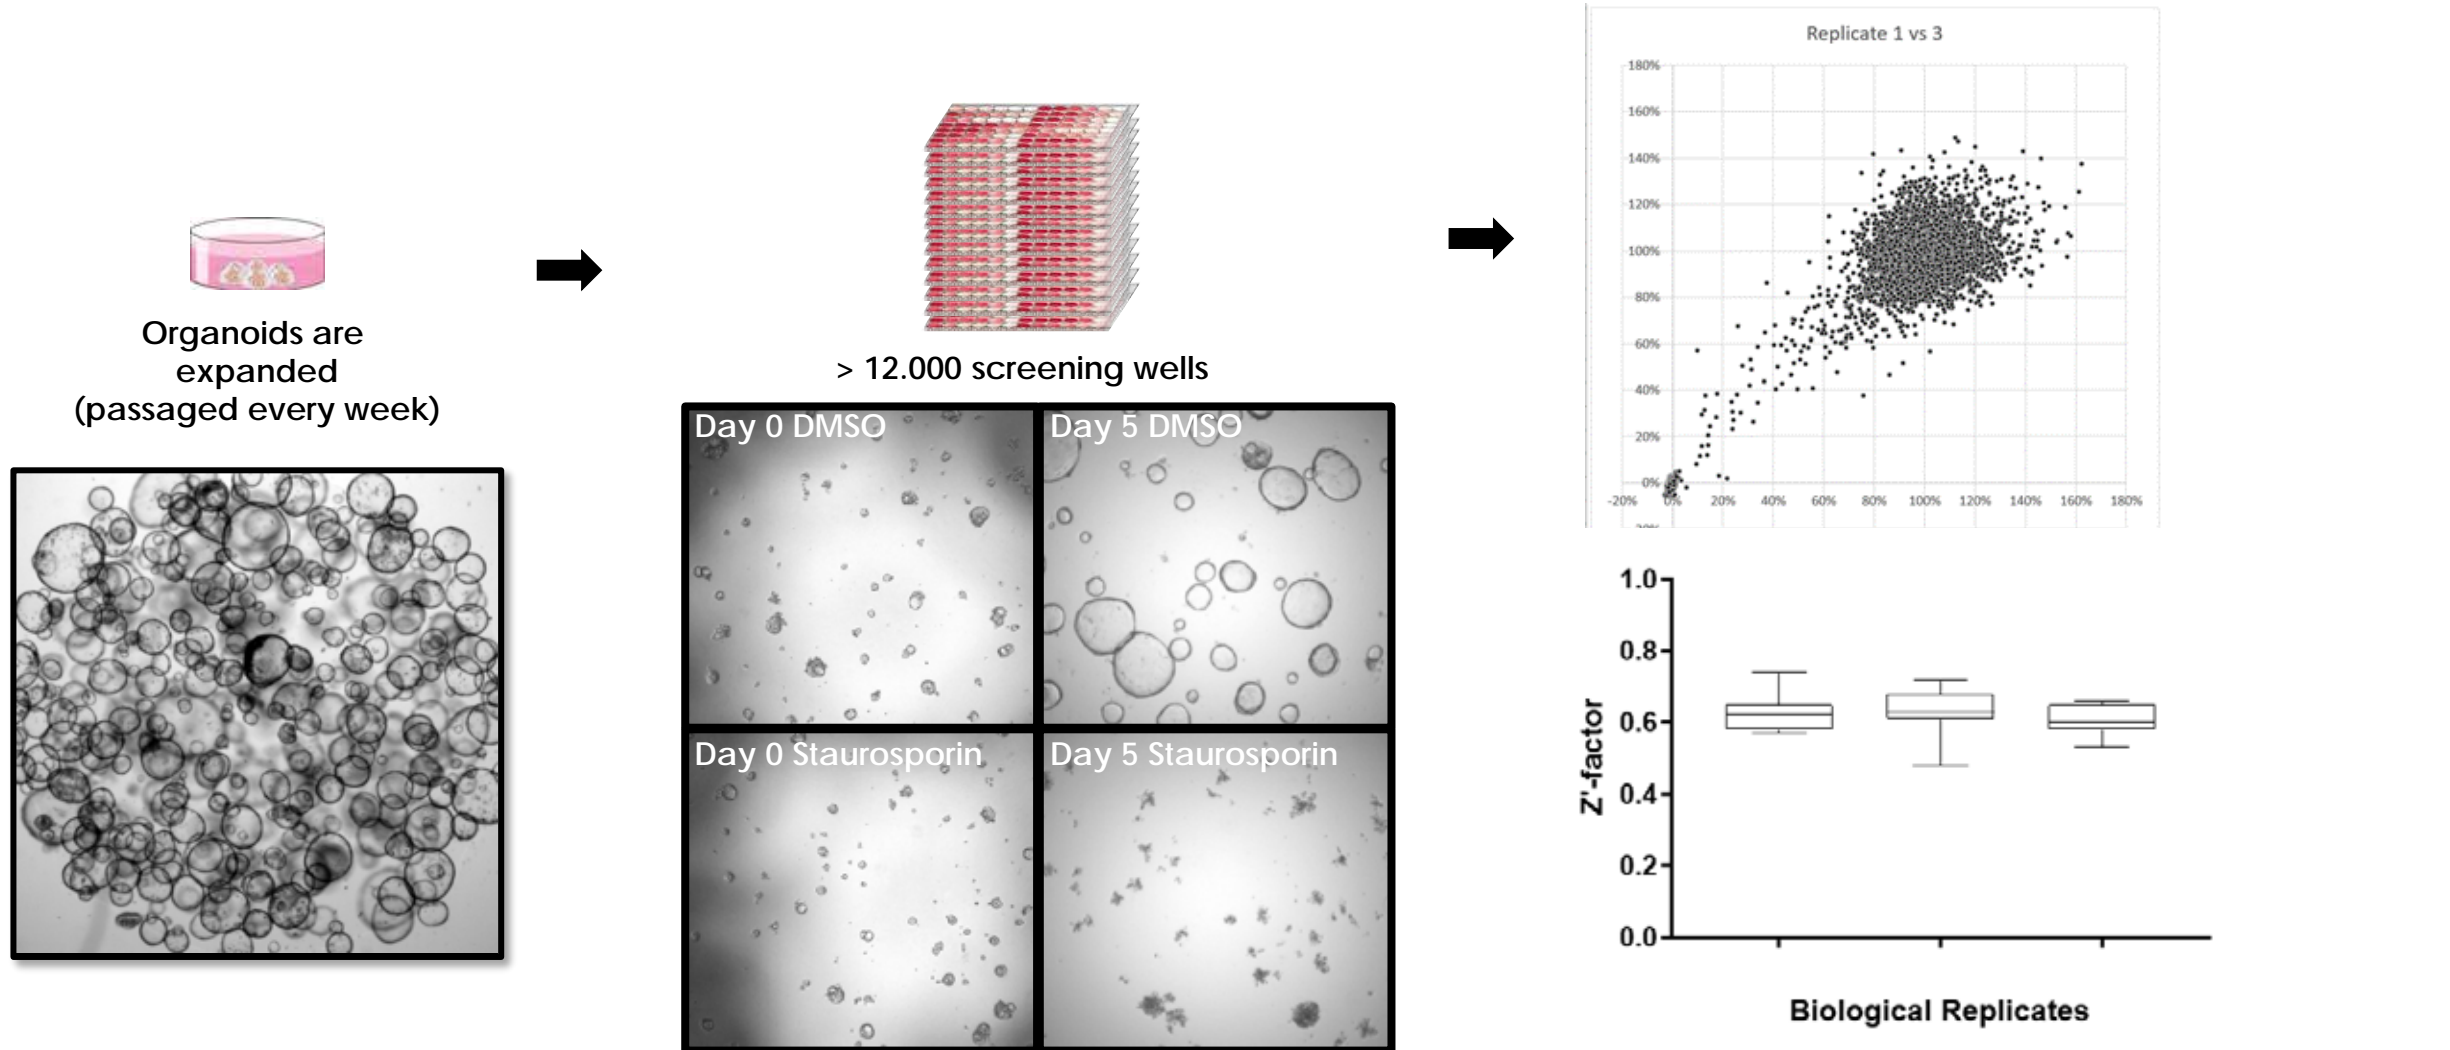 Organoids are
expanded
(passaged every week)
> 12.000 screening wells
Day 0 DMSO
Day 5 DMSO
Day 0 Staurosporin
Day 5 Staurosporin
Replicate 1 vs 3
180%
160%
140%
120%
100%
80%
60%
40%
20%
0%
-20% 0% 20% 40% 60% 80% 100% 120% 140% 160% 180%
1.0
0.8
0.6
0.4
0.2
0.0
Z'-factor
Biological Replicates